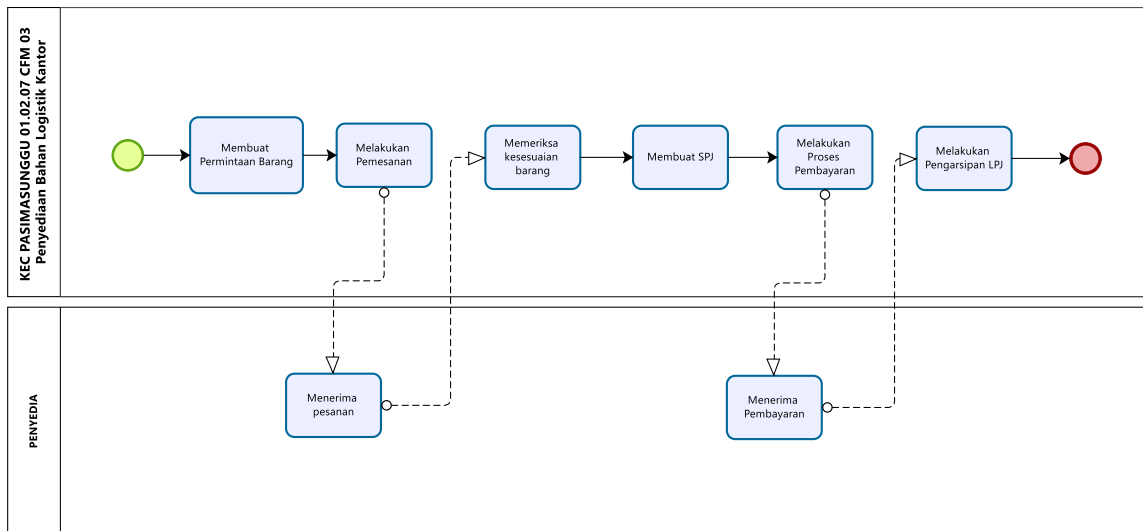 KEC PASIMASUNGGU 01.02.07 CFM 03
Penyediaan Bahan Logistik Kantor
Membuat
Permintaan Barang
Melakukan
Pemesanan
Memeriksa
kesesuaian
barang
Membuat SPJ
Melakukan
Proses
Pembayaran
Melakukan
Pengarsipan LPJ
PENYEDIA
Menerima
pesanan
Menerima
Pembayaran